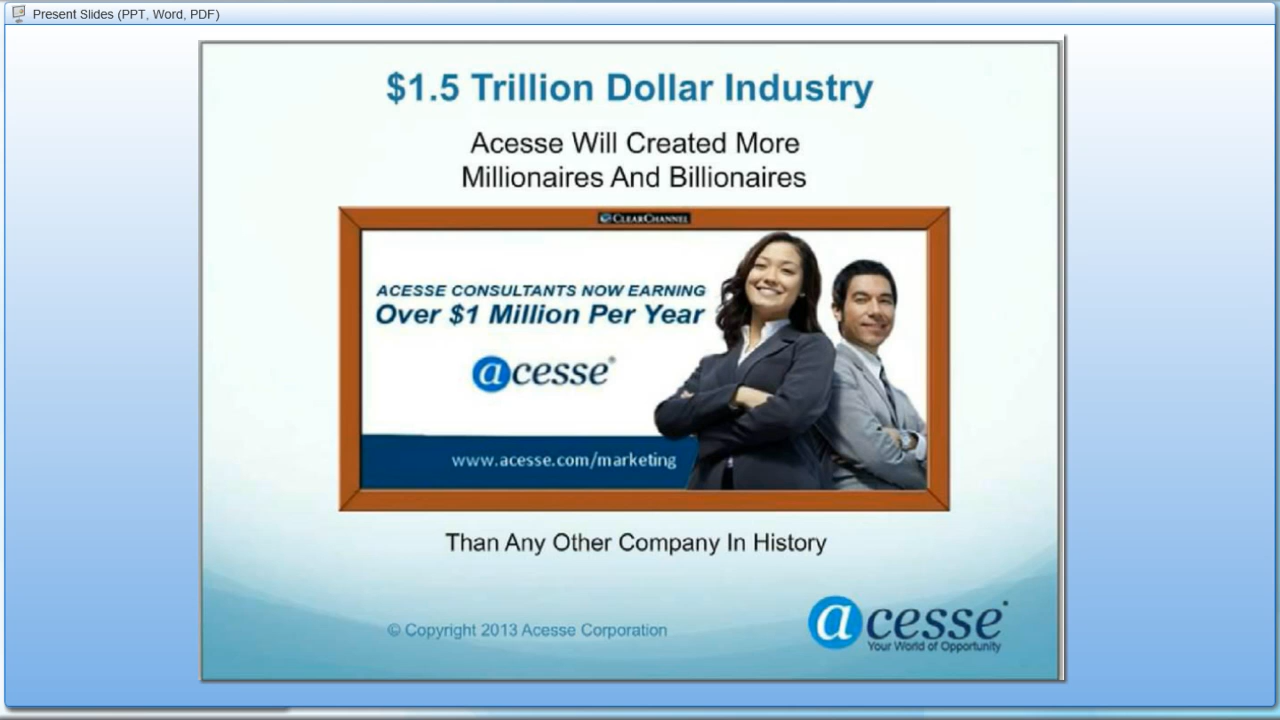 Present Slides (PPT, Word, PDF)
$1.5 Trillion Dollar Industry
Acesse Will Created More
Millionaires And Billionaires
CLEARCHANNEL
ACESSE CONSULTANTS NOW EARNING
Over $1 Million Per Year
acesse
www.acesse.com/marketing
Than Any Other Company In History
© Copyright 2013 Acesse Corporation
acesse
Your World of Opportunity